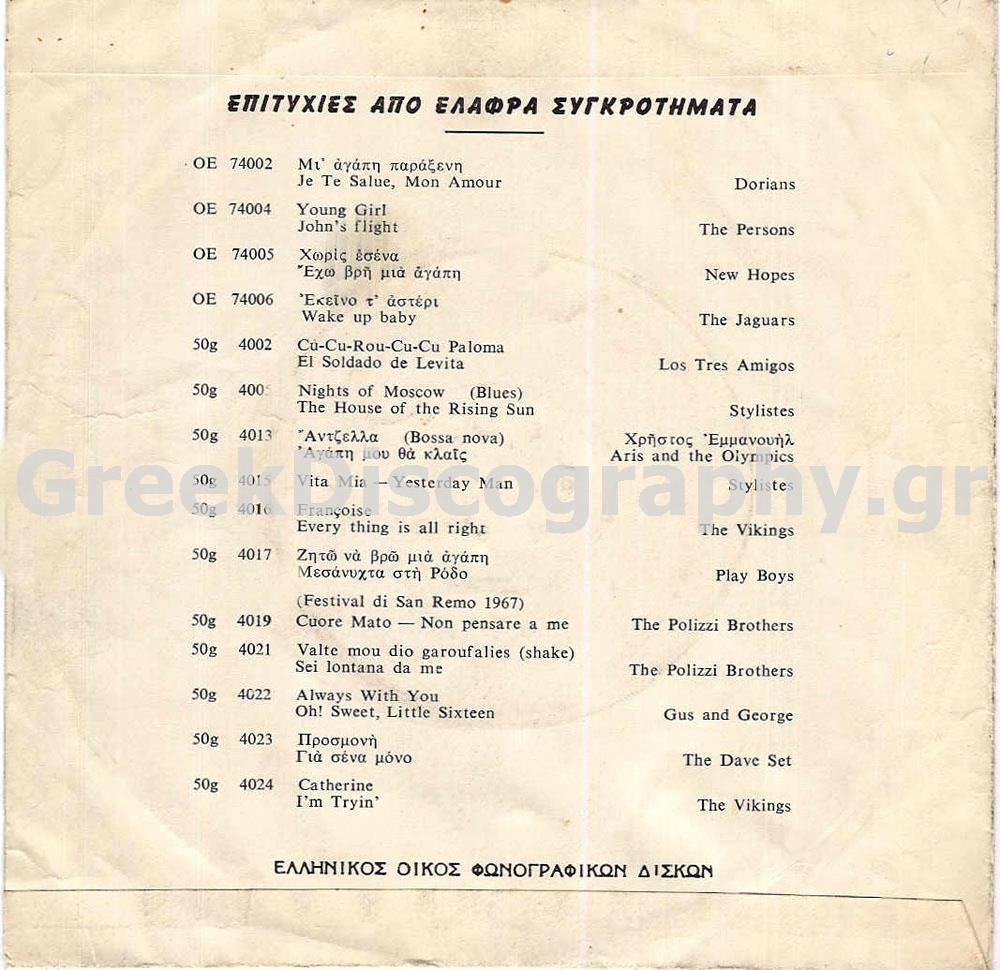 ΕΠΙΤΥΧΙΕΣ ΑΠΟ ΕΛΑΦΡΑ ΣΥΓΚΡΟΤΗΜΑΤΑ
OE 74002 Μι' ἀγάπη παράξενη
Je Te Salue, Mon Amour Dorians
OE 74004 Young Girl
John's flight The Persons
OE 74005 Χωρὶς ἐσένα
Ἔχω βρῆ μιὰ ἀγάπη New Hopes
OE 74006 Ἐκεῖνο τ' ἀστέρι
Wake up baby The Jaguars
50g 4002 Cu-Cu-Rou-Cu-Cu Paloma
El Soldado de Levita Los Tres Amigos
50g Nights of Moscow (Blues)
The House of the Rising Sun Stylistes
50g 4013 Ἀντζελλα (Bossa nova) Χρῆστος Ἐμμανουὴλ
Ἀγάπη μου θὰ κλαῖς Aris and the Olympics
GreekDiscography.gr
50g 4015 Vita Mia — Yesterday Man Stylistes
50g 4016 Françoise
Every thing is all right The Vikings
50g 4017 Ζητῶ νὰ βρῶ μιὰ ἀγάπη
Μεσάνυχτα στὴ Ρόδο Play Boys
(Festival di San Remo 1967)
50g 4019 Cuore Mato — Non pensare a me The Polizzi Brothers
50g 4021 Valte mou dio garoufalies (shake)
Sei lontana da me The Polizzi Brothers
50g 4022 Always With You
Oh! Sweet, Little Sixteen Gus and George
50g 4023 Προσμονὴ
Γιὰ σένα μόνο The Dave Set
50g 4024 Catherine
I'm Tryin' The Vikings
ΕΛΛΗΝΙΚΟΣ ΟΙΚΟΣ ΦΩΝΟΓΡΑΦΙΚΩΝ ΔΙΣΚΩΝ